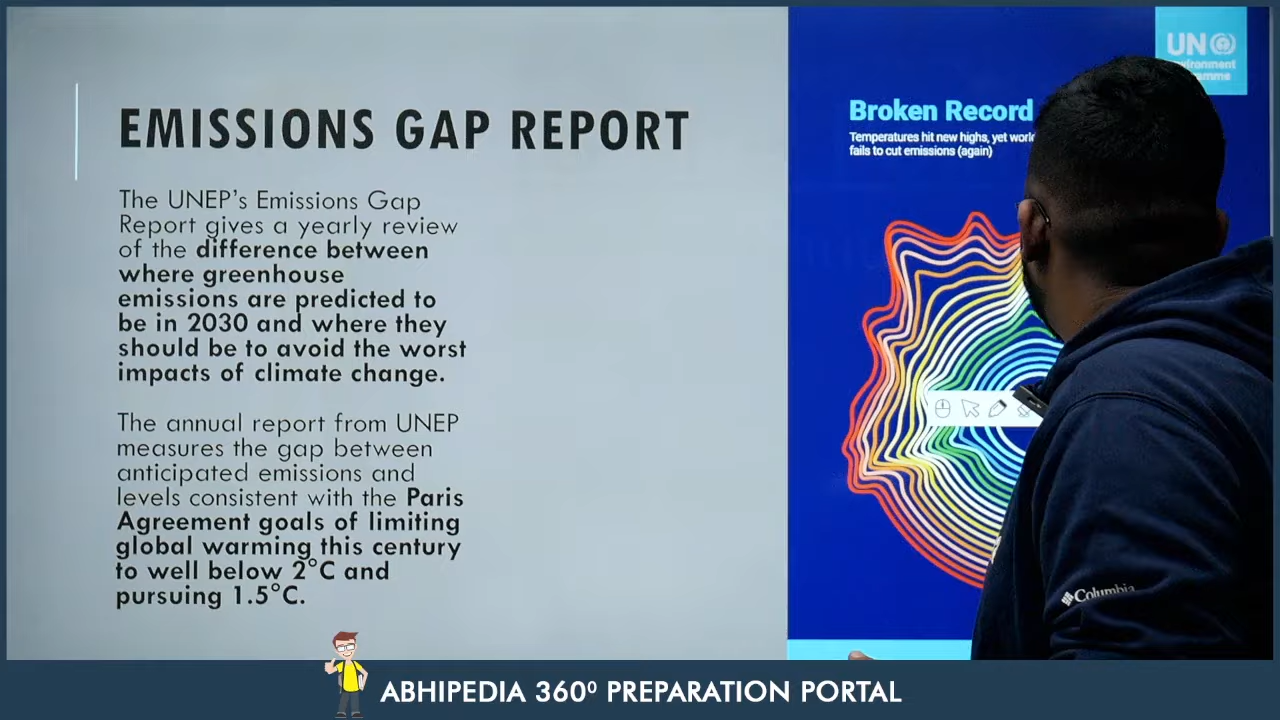 EMISSIONS GAP REPORT
The UNEP's Emissions Gap
Report gives a yearly review
of the difference between
where greenhouse
emissions are predicted to
be in 2030 and where they
should be to avoid the worst
impacts of climate change.
The annual report from UNEP
measures the gap between
anticipated emissions and
levels consistent with the Paris
Agreement goals of limiting
global warming this century
to well below 2°C and
pursuing 1.5°C.
UN
Broken Record
Temperatures hit new highs, yet
fails to cut emissions (again)
Columbia
ABHIPEDIA 360⁰ PREPARATION PORTAL